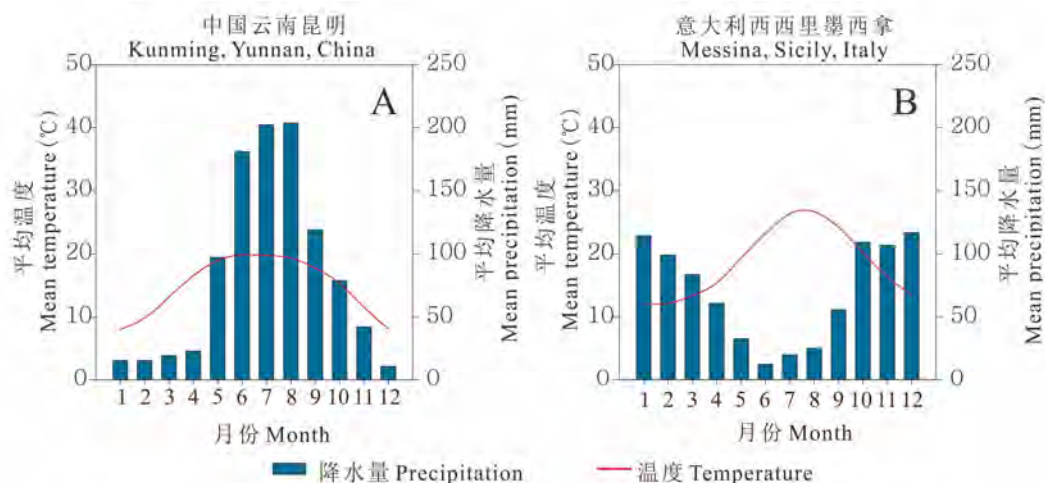 中国云南昆明
Kunming, Yunnan, China
50
40
30
20
10
0
平均温度
Mean temperature (℃)
A
250
200
150
100
50
0
平均降水量
Mean precipitation (mm)
1 2 3 4 5 6 7 8 9 10 11 12
月份 Month
意大利西西里墨西拿
Messina, Sicily, Italy
50
40
30
20
10
0
平均温度
Mean temperature (℃)
B
250
200
150
100
50
0
平均降水量
Mean precipitation (mm)
1 2 3 4 5 6 7 8 9 10 11 12
月份 Month
降水量 Precipitation
温度 Temperature